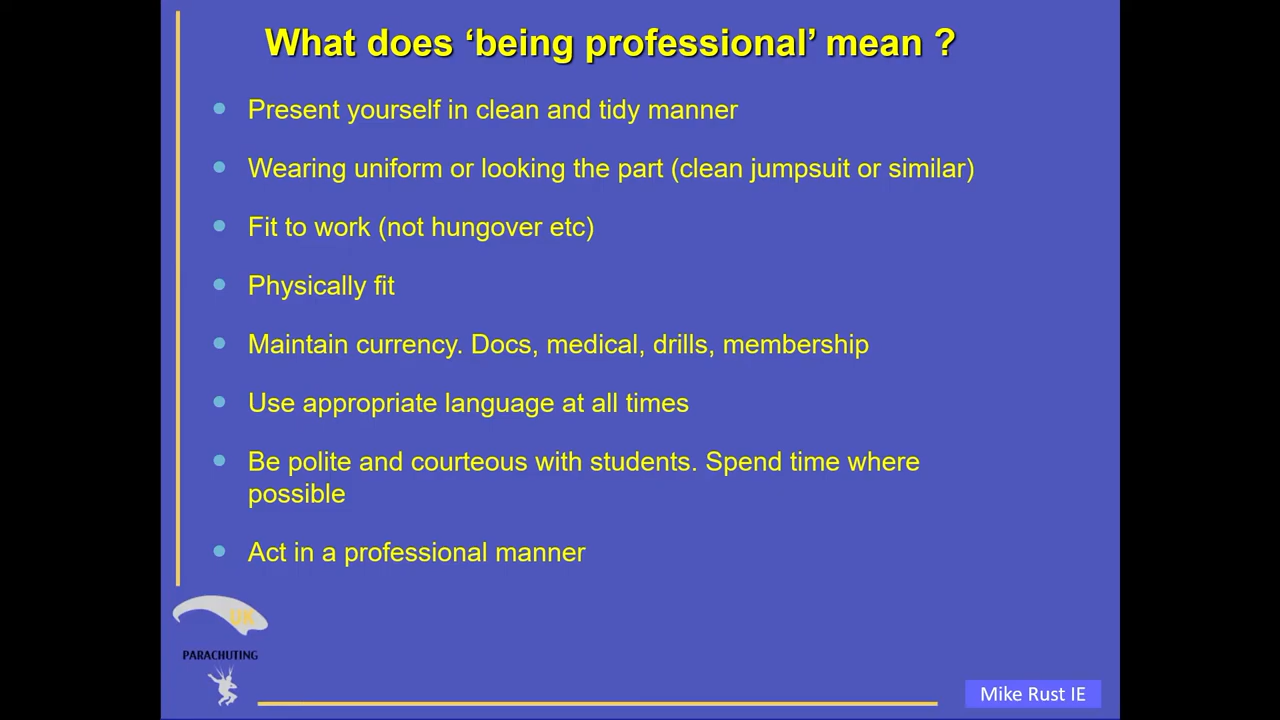 What does ‘being professional’ mean ?
Present yourself in clean and tidy manner
Wearing uniform or looking the part (clean jumpsuit or similar)
Fit to work (not hungover etc)
Physically fit
Maintain currency. Docs, medical, drills, membership
Use appropriate language at all times
Be polite and courteous with students. Spend time where
possible
Act in a professional manner
UK
PARACHUTING
Mike Rust IE